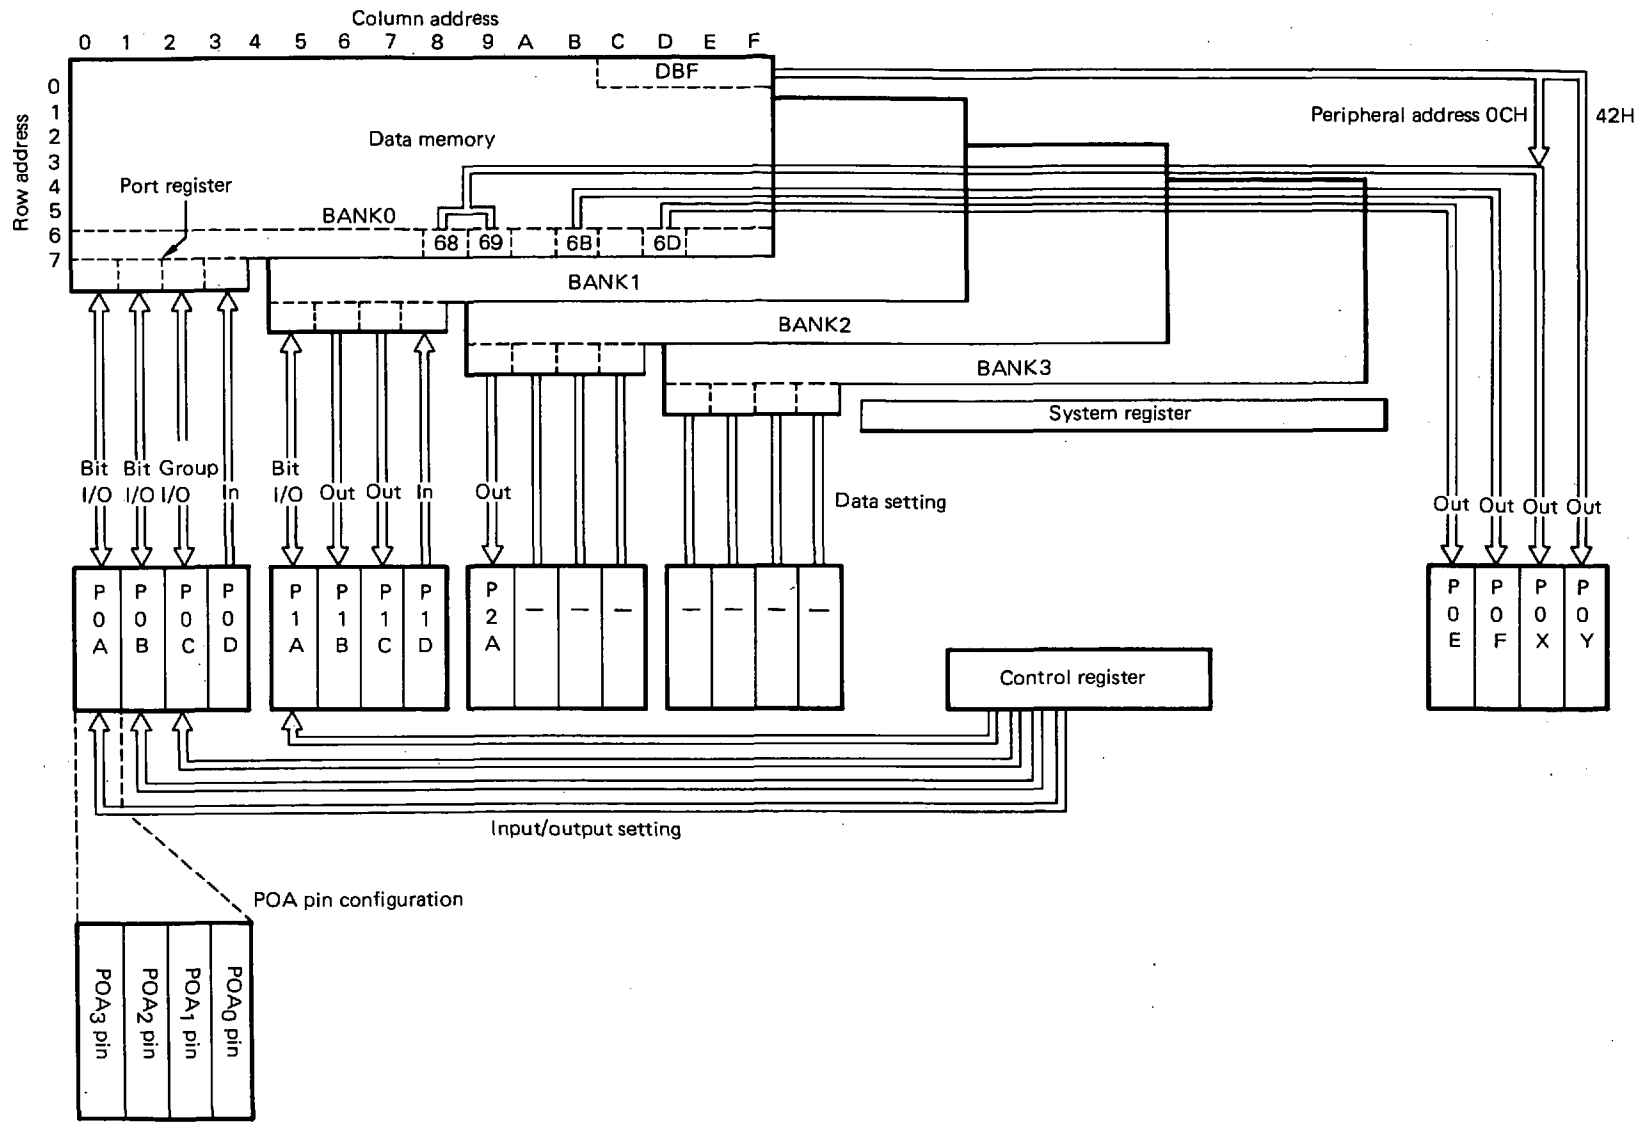 Column address
0 1 2 3 4 5 6 7 8 9 A B C D E F
Row address
0
1
2
3
4
5
6
7
DBF
Peripheral address 0CH
42H
Data memory
Port register
BANK0
68 69 6B 6D
BANK1
BANK2
BANK3
System register
Bit I/O
Bit I/O
Group I/O
In
Bit I/O
Out
Out
In
Out
Data setting
Out Out Out Out
P0A P0B P0C P0D
P1A P1B P1C P1D
P2A — — —
— — — —
P0E P0F P0X P0Y
Control register
Input/output setting
POA pin configuration
POA3 pin
POA2 pin
POA1 pin
POA0 pin